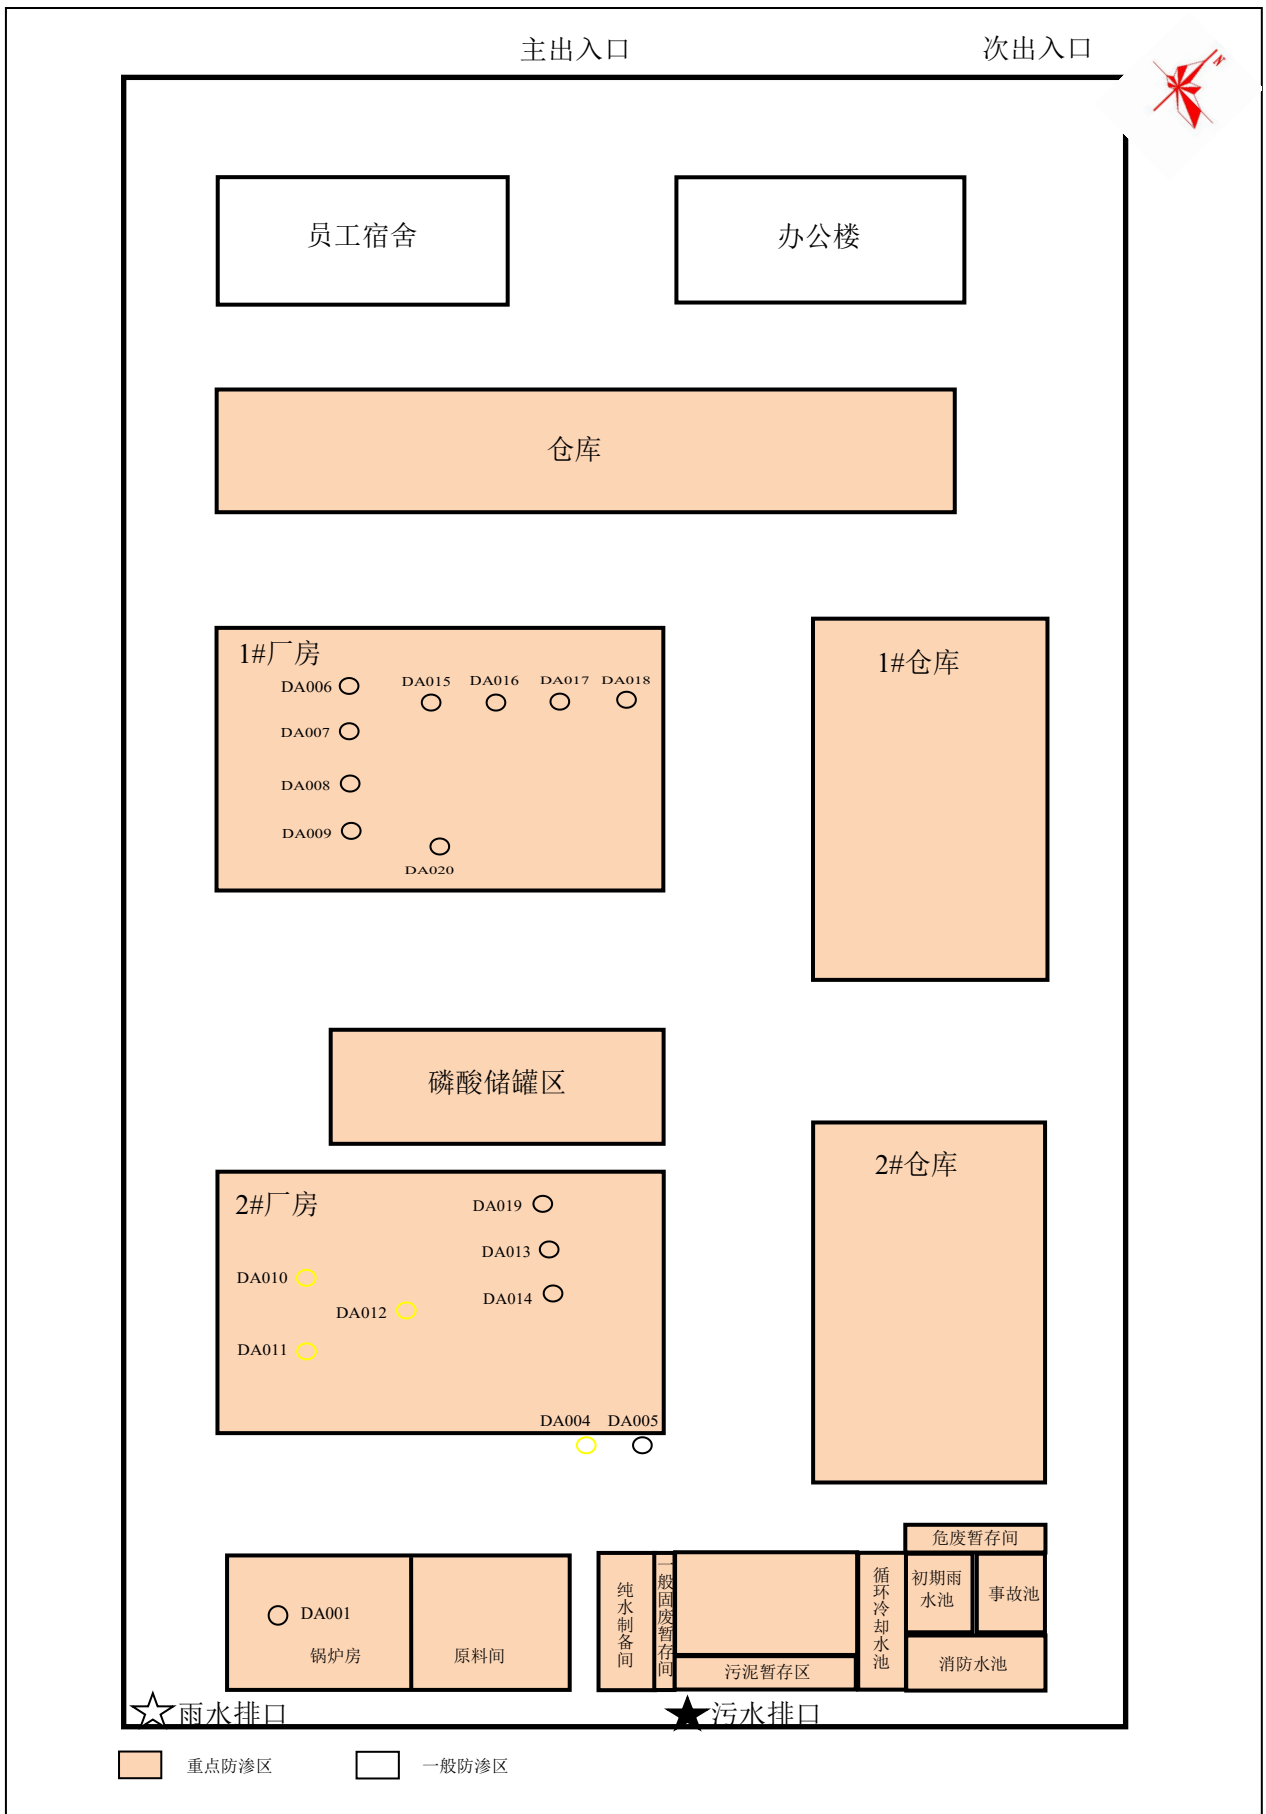 主出入口
次出入口
N
员工宿舍
办公楼
仓库
1#厂房
DA006
DA015
DA016
DA017
DA018
DA007
DA008
DA009
DA020
1#仓库
磷酸储罐区
2#仓库
2#厂房
DA019
DA013
DA010
DA014
DA012
DA011
DA004
DA005
危废暂存间
DA001
锅炉房
原料间
纯水制备间
一般固废暂存间
污泥暂存区
循环冷却水池
初期雨
水池
事故池
消防水池
雨水排口
污水排口
重点防渗区
一般防渗区